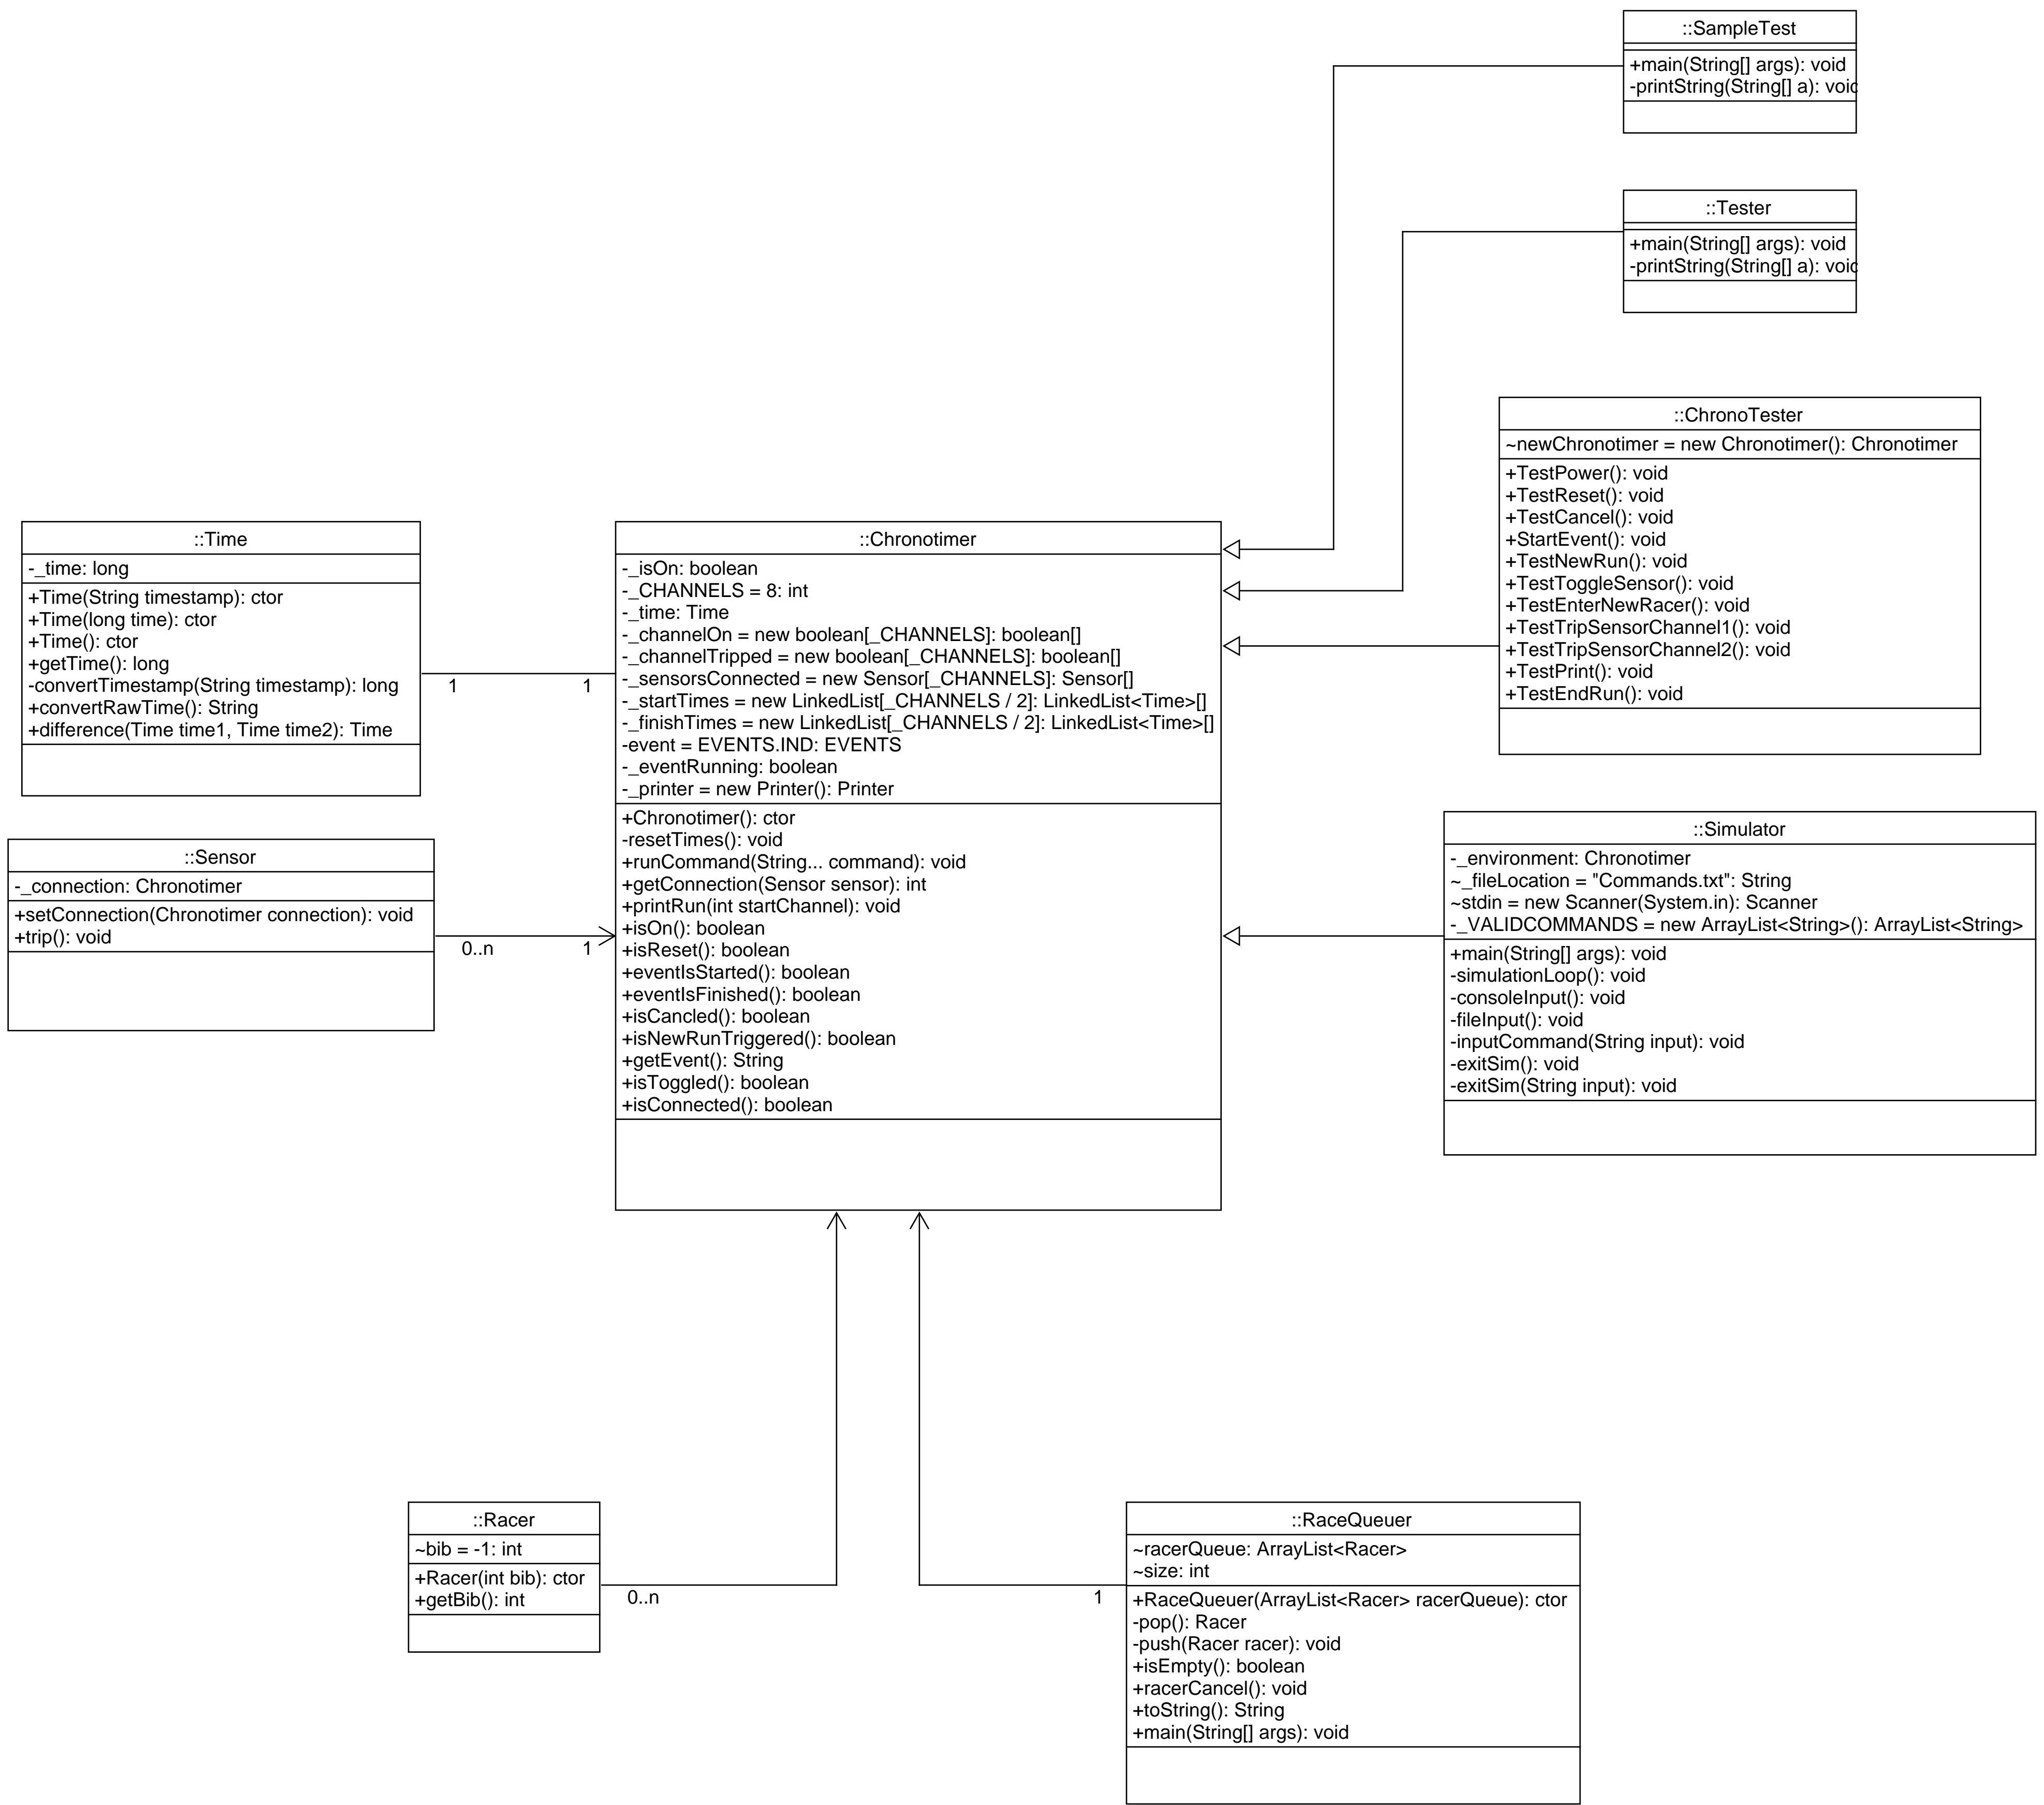 ::SampleTest
+main(String[] args): void
-printString(String[] a): void
::Tester
+main(String[] args): void
-printString(String[] a): void
::ChronoTester
~newChronotimer = new Chronotimer(): Chronotimer
+TestPower(): void
+TestReset(): void
+TestCancel(): void
+StartEvent(): void
+TestNewRun(): void
+TestToggleSensor(): void
+TestEnterNewRacer(): void
+TestTripSensorChannel1(): void
+TestTripSensorChannel2(): void
+TestPrint(): void
+TestEndRun(): void
::Time
-_time: long
+Time(String timestamp): ctor
+Time(long time): ctor
+Time(): ctor
+getTime(): long
-convertTimestamp(String timestamp): long
+convertRawTime(): String
+difference(Time time1, Time time2): Time
1
1
::Chronotimer
-_isOn: boolean
-_CHANNELS = 8: int
-_time: Time
-_channelOn = new boolean[_CHANNELS]: boolean[]
-_channelTripped = new boolean[_CHANNELS]: boolean[]
-_sensorsConnected = new Sensor[_CHANNELS]: Sensor[]
-_startTimes = new LinkedList[_CHANNELS / 2]: LinkedList<Time>[]
-_finishTimes = new LinkedList[_CHANNELS / 2]: LinkedList<Time>[]
-event = EVENTS.IND: EVENTS
-_eventRunning: boolean
-_printer = new Printer(): Printer
+Chronotimer(): ctor
-resetTimes(): void
+runCommand(String... command): void
+getConnection(Sensor sensor): int
+printRun(int startChannel): void
+isOn(): boolean
+isReset(): boolean
+eventIsStarted(): boolean
+eventIsFinished(): boolean
+isCancled(): boolean
+isNewRunTriggered(): boolean
+getEvent(): String
+isToggled(): boolean
+isConnected(): boolean
::Sensor
-_connection: Chronotimer
+setConnection(Chronotimer connection): void
+trip(): void
0..n
1
::Simulator
-_environment: Chronotimer
~_fileLocation = "Commands.txt": String
~stdin = new Scanner(System.in): Scanner
-_VALIDCOMMANDS = new ArrayList<String>(): ArrayList<String>
+main(String[] args): void
-simulationLoop(): void
-consoleInput(): void
-fileInput(): void
-inputCommand(String input): void
-exitSim(): void
-exitSim(String input): void
::Racer
~bib = -1: int
+Racer(int bib): ctor
+getBib(): int
0..n
1
::RaceQueuer
~racerQueue: ArrayList<Racer>
~size: int
+RaceQueuer(ArrayList<Racer> racerQueue): ctor
-pop(): Racer
-push(Racer racer): void
+isEmpty(): boolean
+racerCancel(): void
+toString(): String
+main(String[] args): void